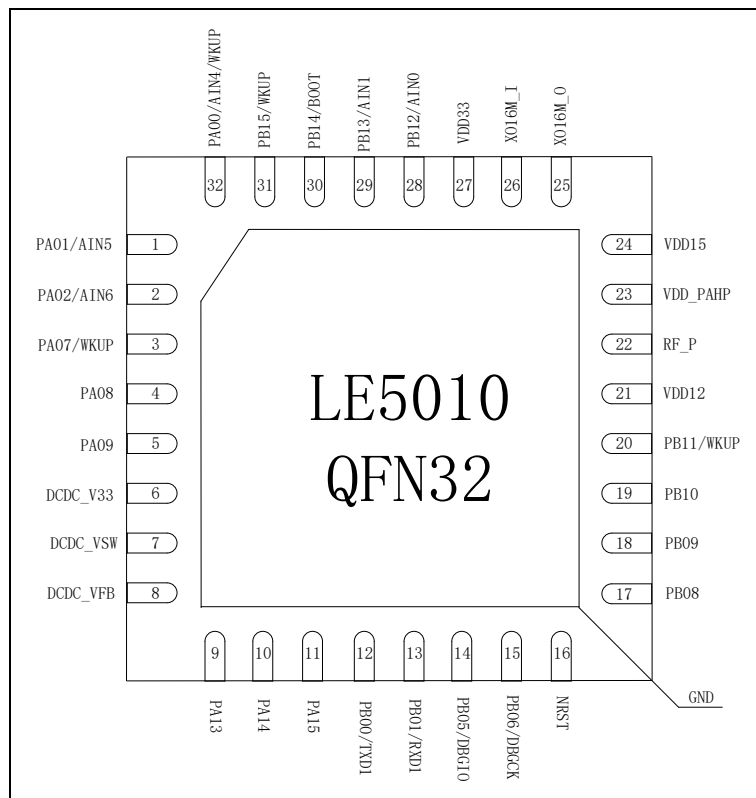 PA00/AIN4/WKUP
PB15/WKUP
PB14/BOOT
PB13/AIN1
PB12/AIN0
VDD33
XO16M_I
XO16M_O
32
31
30
29
28
27
26
25
PA01/AIN5 1
PA02/AIN6 2
PA07/WKUP 3
PA08 4
PA09 5
DCDC_V33 6
DCDC_VSW 7
DCDC_VFB 8
LE5010
QFN32
24 VDD15
23 VDD_PAHP
22 RF_P
21 VDD12
20 PB11/WKUP
19 PB10
18 PB09
17 PB08
9
10
11
12
13
14
15
16
PA13
PA14
PA15
PB00/TXD1
PB01/RXD1
PB05/DBGIO
PB06/DBGCK
NRST
GND